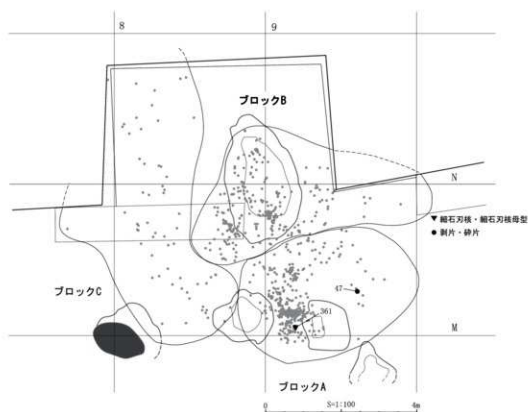 8
9
ブロックB
N
▼ 細石刃核・細石刃核母型
● 剥片・砕片
47
ブロックC
361
M
ブロックA
S=1:100
0
4m